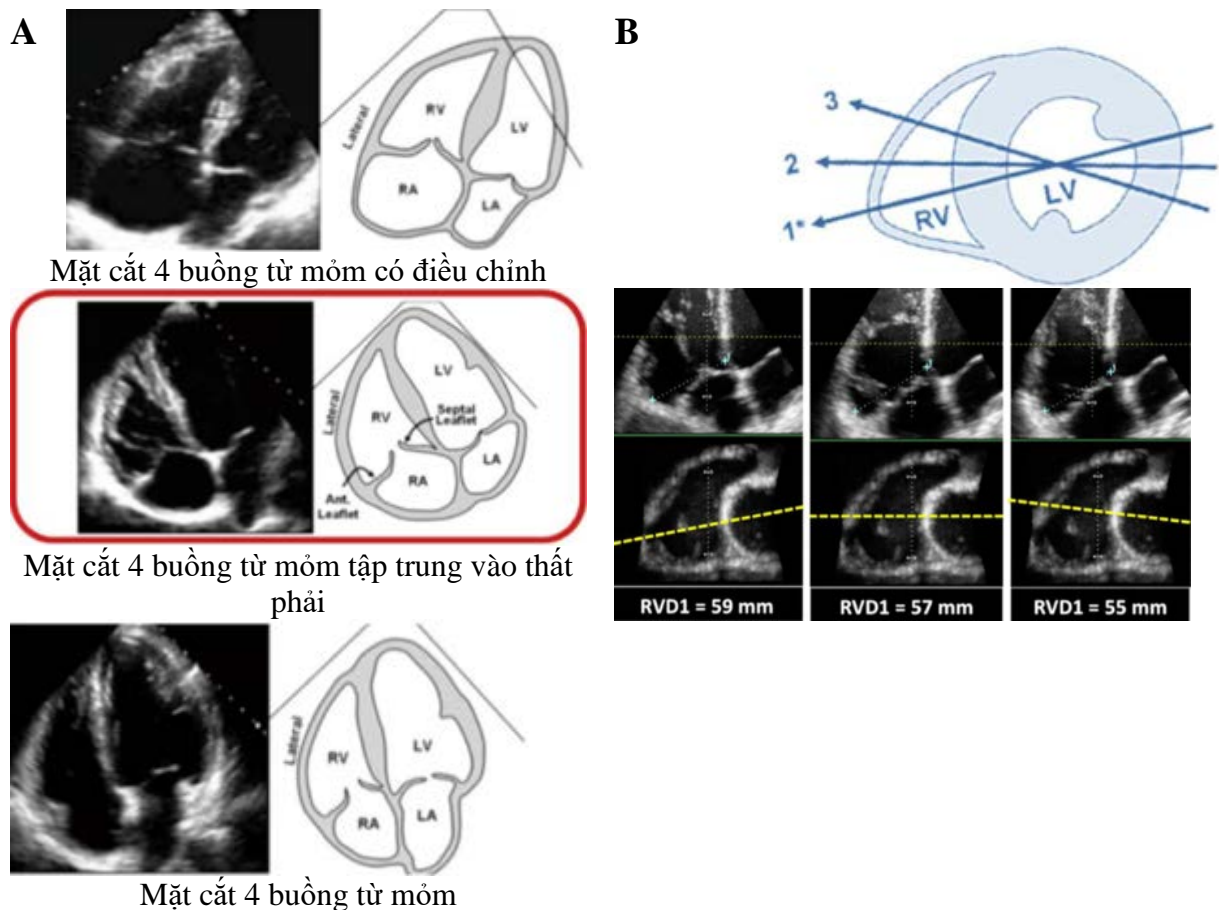 A
Lateral
RV
LV
RA
LA
Mặt cắt 4 buồng từ mỏm có điều chỉnh
Lateral
LV
RV
Septal
Leaflet
RA
LA
Ant.
Leaflet
Mặt cắt 4 buồng từ mỏm tập trung vào thất
phải
Lateral
RV
LV
RA
LA
Mặt cắt 4 buồng từ mỏm
B
3
2
1*
RV
LV
RVD1 = 59 mm
RVD1 = 57 mm
RVD1 = 55 mm